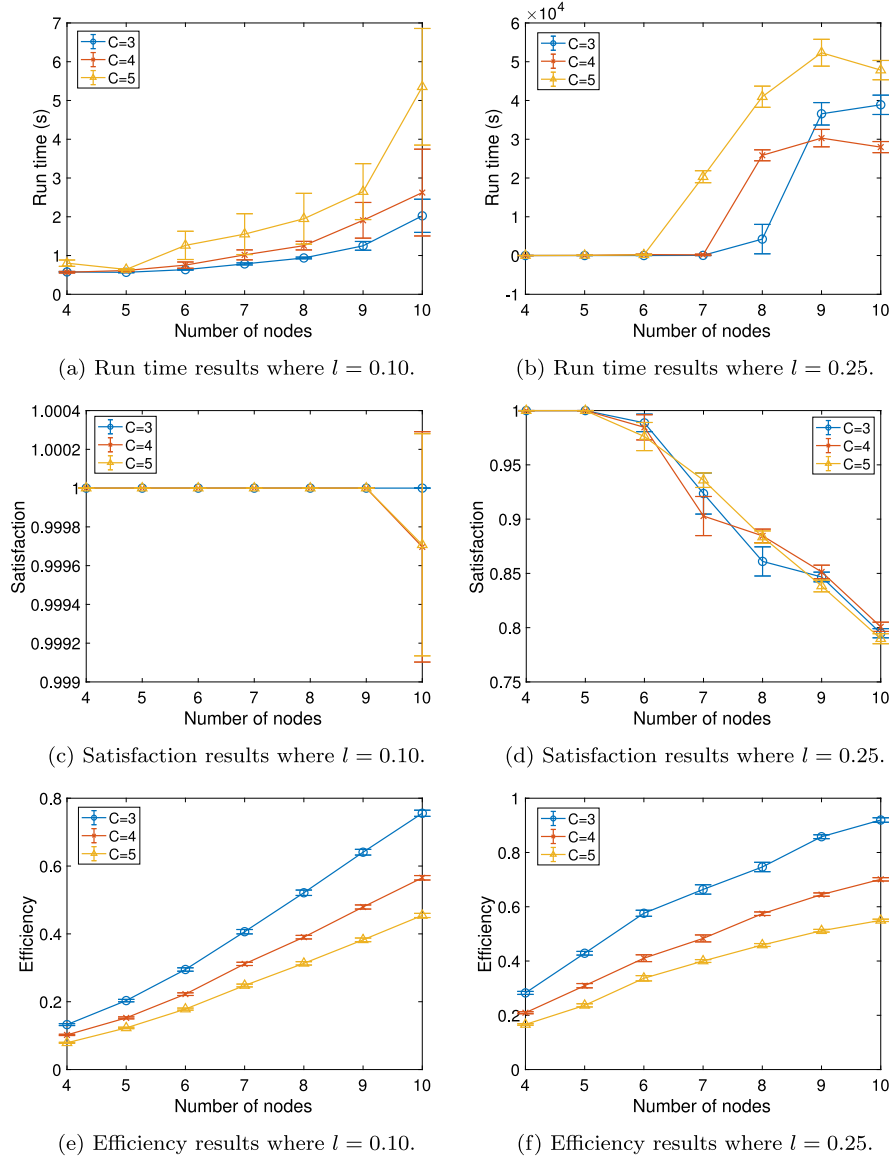 7
6
5
4
3
2
1
0
Run time (s)
C=3
C=4
C=5
4 5 6 7 8 9 10
Number of nodes
(a) Run time results where l = 0.10.
×10^4
6
5
4
3
2
1
0
-1
Run time (s)
C=3
C=4
C=5
4 5 6 7 8 9 10
Number of nodes
(b) Run time results where l = 0.25.
1.0004
1.0002
1
0.9998
0.9996
0.9994
0.9992
0.999
Satisfaction
C=3
C=4
C=5
4 5 6 7 8 9 10
Number of nodes
(c) Satisfaction results where l = 0.10.
1
0.95
0.9
0.85
0.8
0.75
Satisfaction
C=3
C=4
C=5
4 5 6 7 8 9 10
Number of nodes
(d) Satisfaction results where l = 0.25.
0.8
0.6
0.4
0.2
0
Efficiency
C=3
C=4
C=5
4 5 6 7 8 9 10
Number of nodes
(e) Efficiency results where l = 0.10.
1
0.8
0.6
0.4
0.2
0
Efficiency
C=3
C=4
C=5
4 5 6 7 8 9 10
Number of nodes
(f) Efficiency results where l = 0.25.